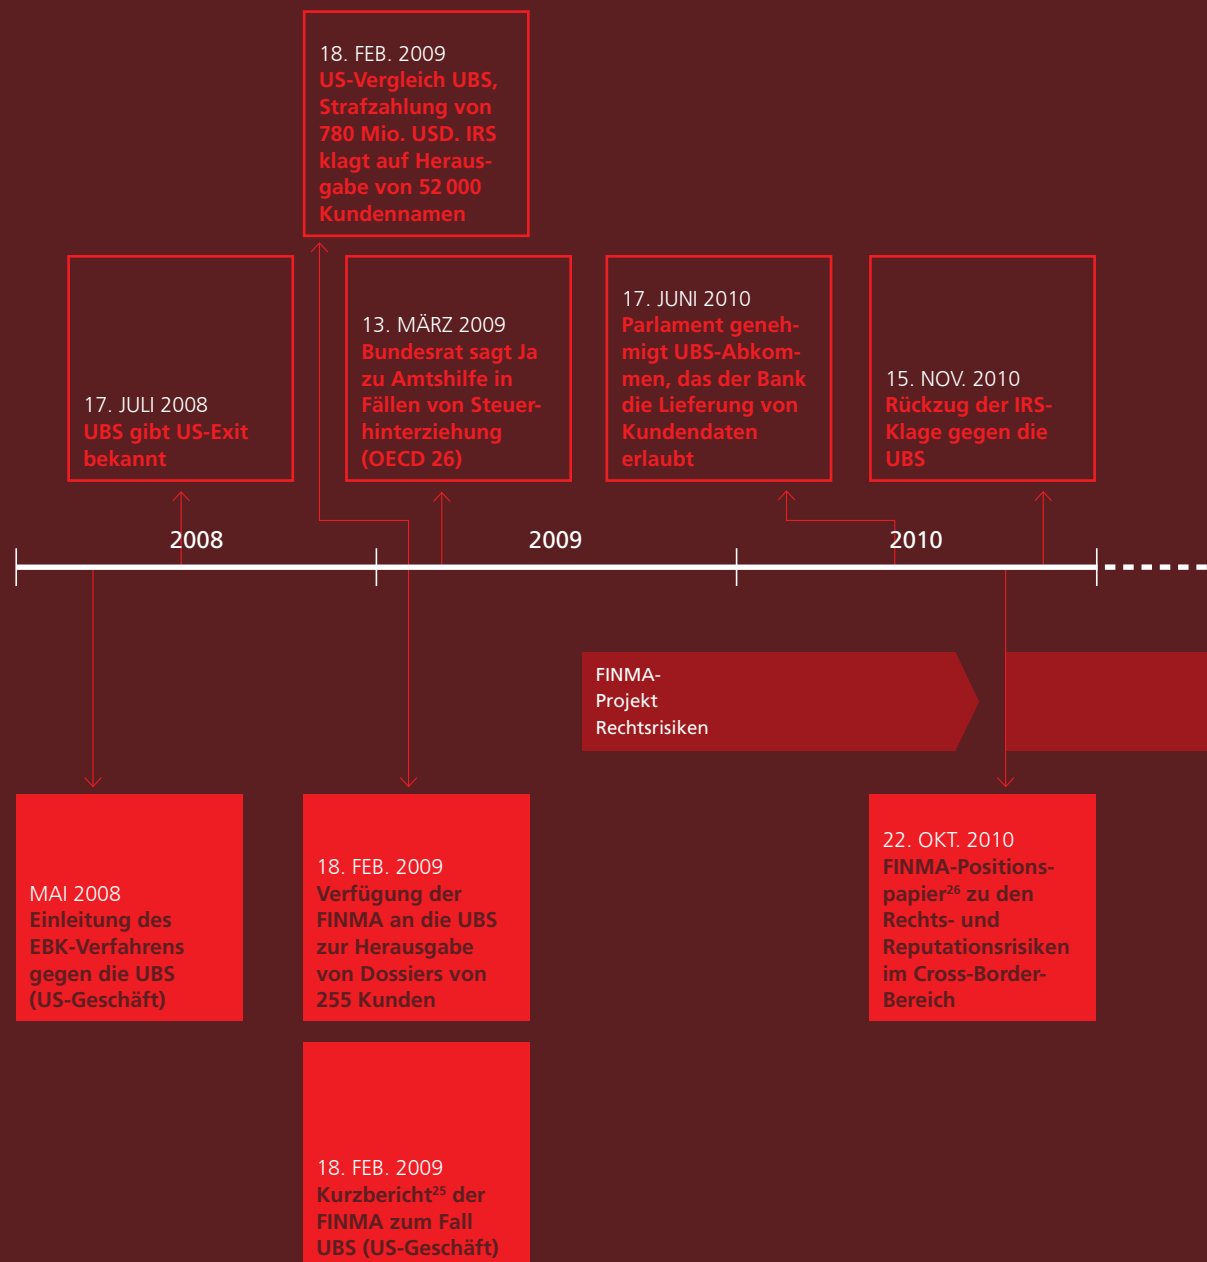 18. FEB. 2009
US-Vergleich UBS,
Strafzahlung von
780 Mio. USD. IRS
klagt auf Heraus-
gabe von 52 000
Kundennamen
17. JULI 2008
UBS gibt US-Exit
bekannt
13. MÄRZ 2009
Bundesrat sagt Ja
zu Amtshilfe in
Fällen von Steuer-
hinterziehung
(OECD 26)
17. JUNI 2010
Parlament geneh-
migt UBS-Abkom-
men, das der Bank
die Lieferung von
Kundendaten
erlaubt
15. NOV. 2010
Rückzug der IRS-
Klage gegen die
UBS
2008
2009
2010
FINMA-
Projekt
Rechtsrisiken
MAI 2008
Einleitung des
EBK-Verfahrens
gegen die UBS
(US-Geschäft)
18. FEB. 2009
Verfügung der
FINMA an die UBS
zur Herausgabe
von Dossiers von
255 Kunden
22. OKT. 2010
FINMA-Positions-
papier²⁶ zu den
Rechts- und
Reputationsrisiken
im Cross-Border-
Bereich
18. FEB. 2009
Kurzbericht²⁵ der
FINMA zum Fall
UBS (US-Geschäft)